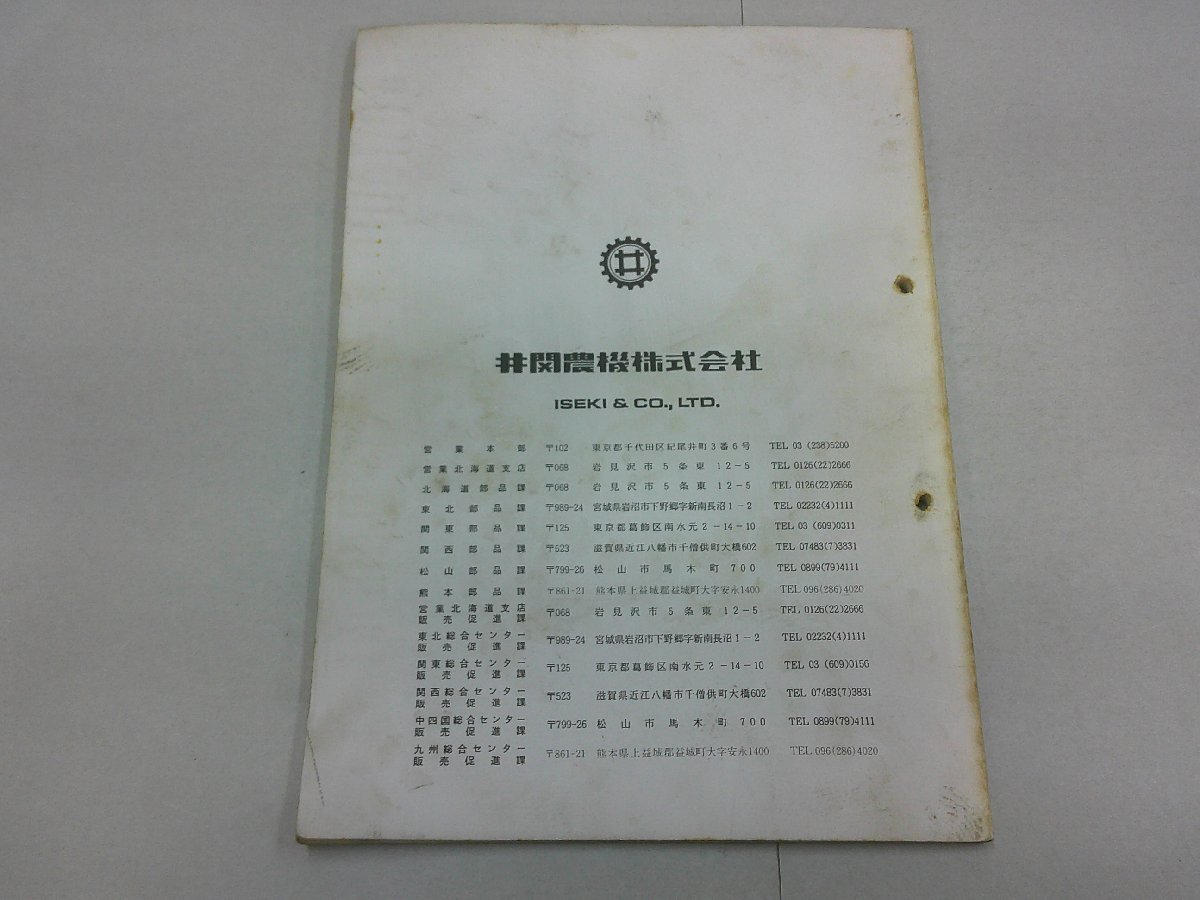 井
井関農機株式会社
ISEKI & CO., LTD.
営業本部 〒102 東京都千代田区紀尾井町3番6号 TEL 03 (238)5200
営業北海道支店 〒068 岩見沢市5条東12-5 TEL 0126(22)2666
北海道部品課 〒068 岩見沢市5条東12-5 TEL 0126(22)2666
東北部品課 〒989-24 宮城県岩沼市下野郷字新南長沼1-2 TEL 02232(4)1111
関東部品課 〒125 東京都葛飾区南水元2-14-10 TEL 03 (609)0311
関西部品課 〒523 滋賀県近江八幡市千僧供町大橋602 TEL 07483(7)3831
松山部品課 〒799-26 松山市馬木町700 TEL 0899(79)4111
熊本部品課 〒861-21 熊本県上益城郡益城町大字安永1400 TEL 096(286)4020
営業北海道支店
販売促進課 〒068 岩見沢市5条東12-5 TEL 0126(22)2666
東北総合センター
販売促進課 〒989-24 宮城県岩沼市下野郷字新南長沼1-2 TEL 02232(4)1111
関東総合センター
販売促進課 〒125 東京都葛飾区南水元2-14-10 TEL 03 (609)0156
関西総合センター
販売促進課 〒523 滋賀県近江八幡市千僧供町大橋602 TEL 07483(7)3831
中四国総合センター
販売促進課 〒799-26 松山市馬木町700 TEL 0899(79)4111
九州総合センター
販売促進課 〒861-21 熊本県上益城郡益城町大字安永1400 TEL 096(286)4020